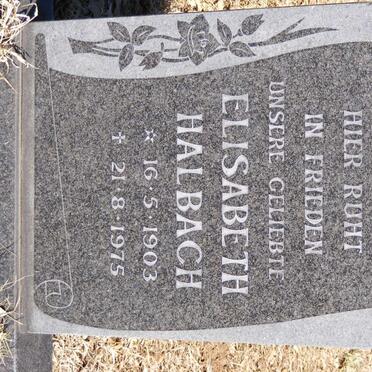 HIER RUHT
IN FRIEDEN
UNSERE GELIEBTE
ELISABETH
HALBACH
☆ 16·5·1903
✝ 21·8·1975